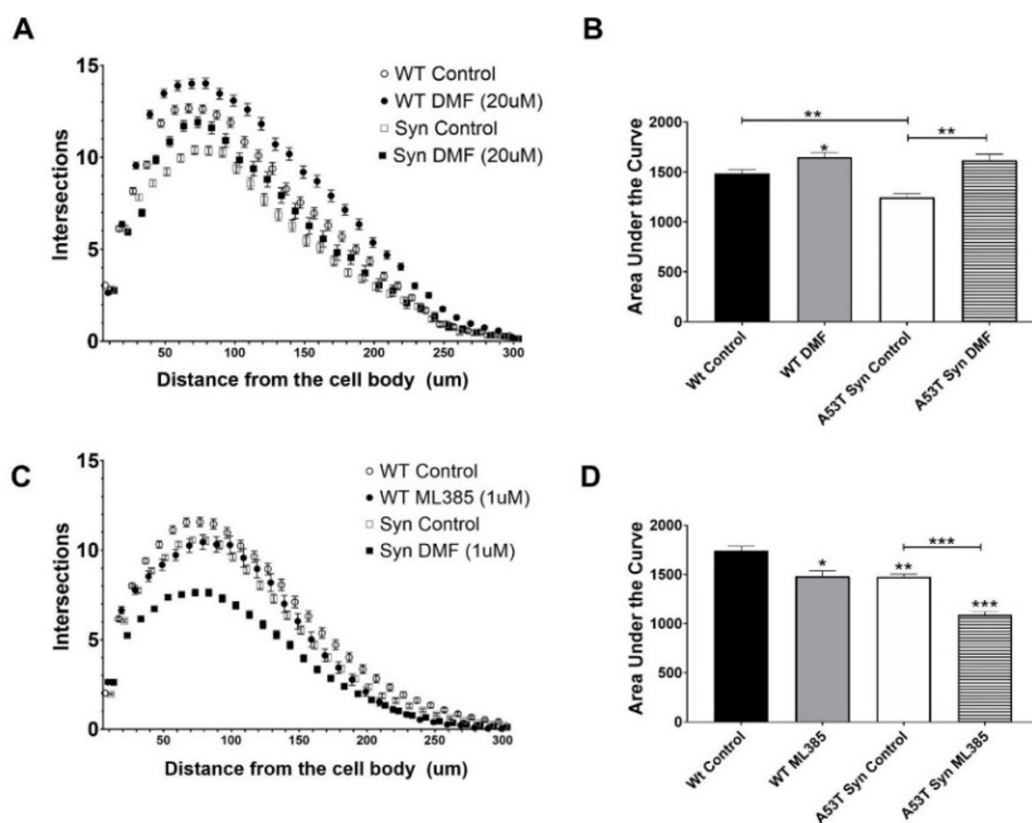 A
15
10
5
0
Intersections
50
100
150
200
250
300
Distance from the cell body (um)
WT Control
WT DMF (20uM)
Syn Control
Syn DMF (20uM)
B
2000
1500
1000
500
0
Area Under the Curve
**
*
**
Wt Control
WT DMF
A53T Syn Control
A53T Syn DMF
C
15
10
5
0
Intersections
50
100
150
200
250
300
Distance from the cell body (um)
WT Control
WT ML385 (1uM)
Syn Control
Syn DMF (1uM)
D
2000
1500
1000
500
0
Area Under the Curve
***
*
**
***
Wt Control
WT ML385
A53T Syn Control
A53T Syn ML385